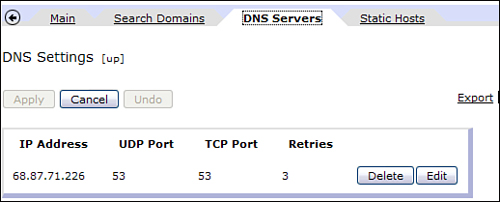 Main Search Domains DNS Servers Static Hosts
DNS Settings [up]
Apply Cancel Undo Export
IP Address UDP Port TCP Port Retries
68.87.71.226 53 53 3 Delete Edit